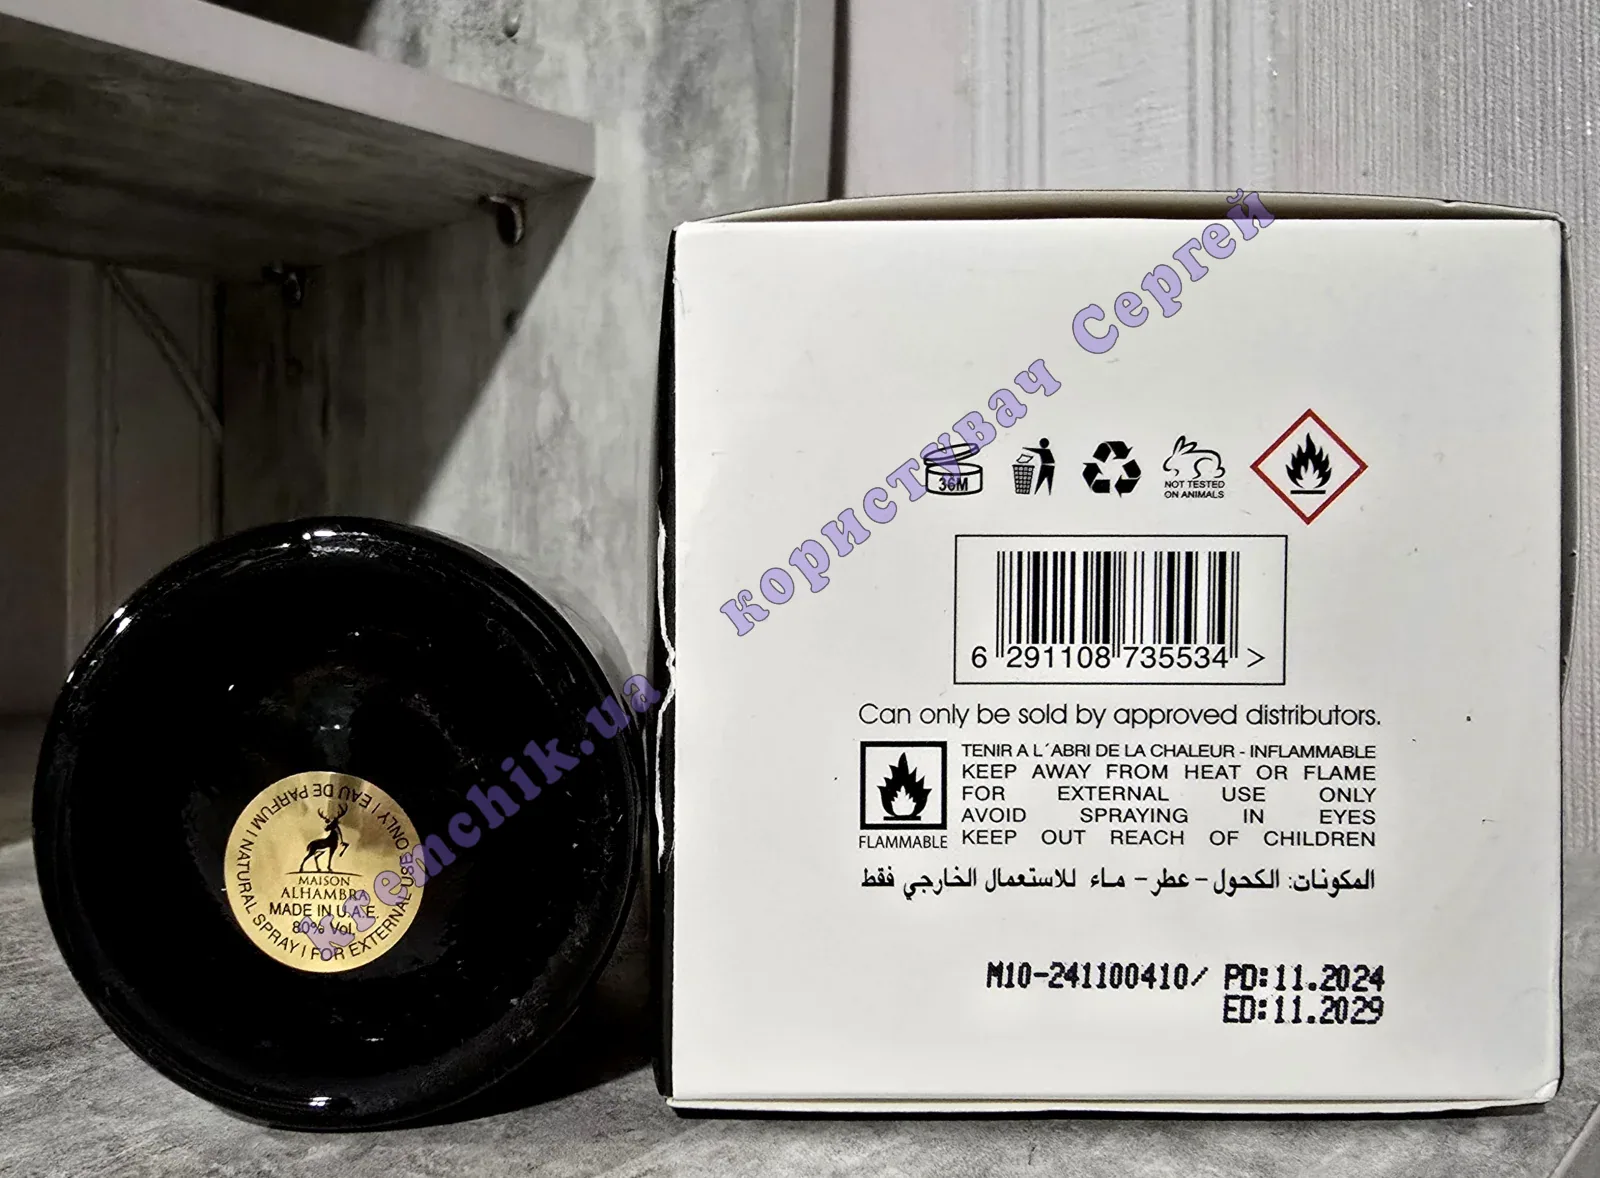 користувач Сергей
kremchik.ua
36M
NOT TESTED
ON ANIMALS
6 291108 735534 >
Can only be sold by approved distributors.
TENIR A L´ABRI DE LA CHALEUR - INFLAMMABLE
KEEP AWAY FROM HEAT OR FLAME
FOR EXTERNAL USE ONLY
AVOID SPRAYING IN EYES
KEEP OUT REACH OF CHILDREN
FLAMMABLE
المكونات: الكحول - عطر - ماء للاستعمال الخارجي فقط
M10-241100410/ PD:11.2024
ED:11.2029
EAU DE PARFUM | NATURAL SPRAY | FOR EXTERNAL USE ONLY |
MAISON
ALHAMBRA
MADE IN U.A.E.
80% Vol.